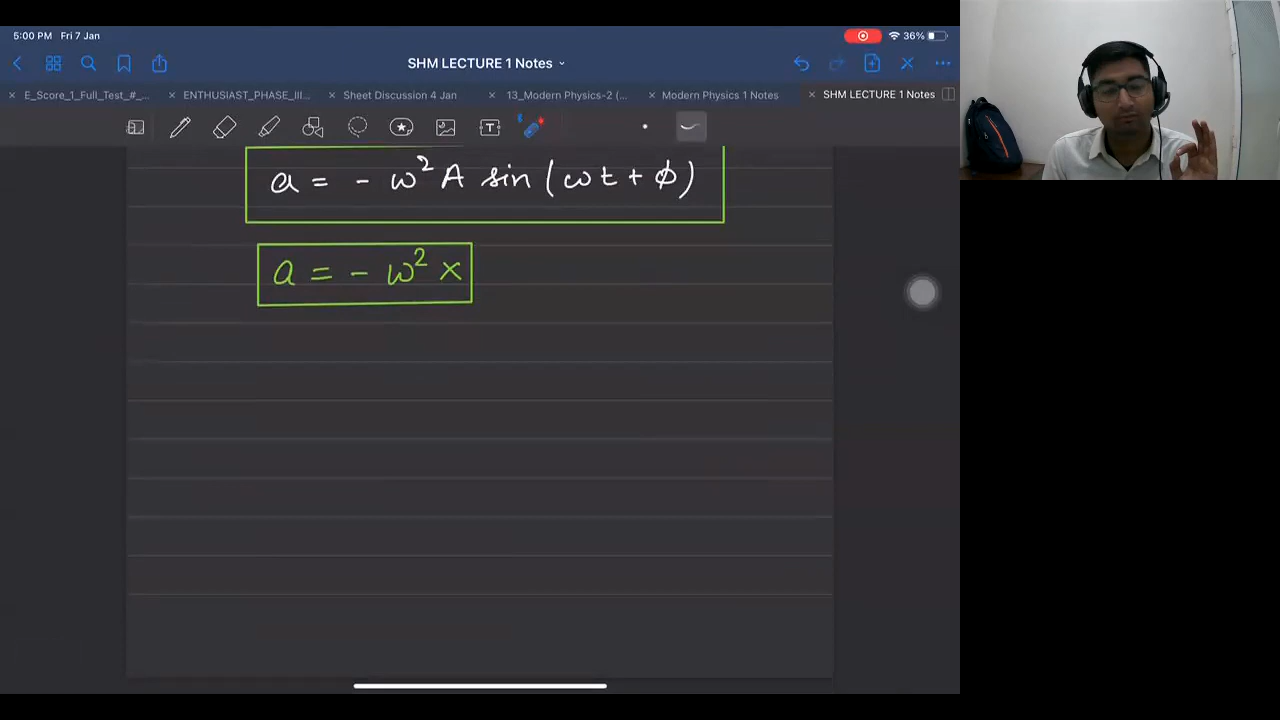 5:00 PM Fri 7 Jan
36%
SHM LECTURE 1 Notes
E_Score_1_Full_Test_#_...
ENTHUSIAST_PHASE_III...
Sheet Discussion 4 Jan
13_Modern Physics-2 (...
Modern Physics 1 Notes
SHM LECTURE 1 Notes
a = - ω² A sin (ωt + ϕ)
a = - ω² x